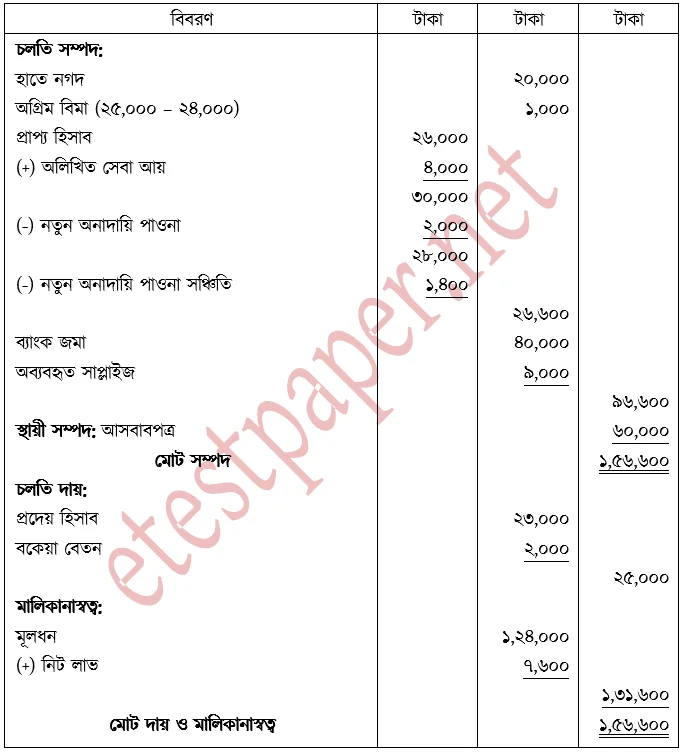 বিবরণ টাকা টাকা টাকা
চলতি সম্পদ:
হাতে নগদ ২০,০০০
অগ্রিম বিমা (২৫,০০০ – ২৪,০০০) ১,০০০
প্রাপ্য হিসাব ২৬,০০০
(+) অলিখিত সেবা আয় ৪,০০০
৩০,০০০
(-) নতুন অনাদায়ি পাওনা ২,০০০
২৮,০০০
(-) নতুন অনাদায়ি পাওনা সঞ্চিতি ১,৪০০
২৬,৬০০
ব্যাংক জমা ৪০,০০০
অব্যবহৃত সাপ্লাইজ ৯,০০০
৯৬,৬০০
স্থায়ী সম্পদ: আসবাবপত্র ৬০,০০০
মোট সম্পদ ১,৫৬,৬০০
চলতি দায়:
প্রদেয় হিসাব ২৩,০০০
বকেয়া বেতন ২,০০০
২৫,০০০
মালিকানাস্বত্ব:
মূলধন ১,২৪,০০০
(+) নিট লাভ ৭,৬০০
১,৩১,৬০০
মোট দায় ও মালিকানাস্বত্ব ১,৫৬,৬০০
etestpaper.net